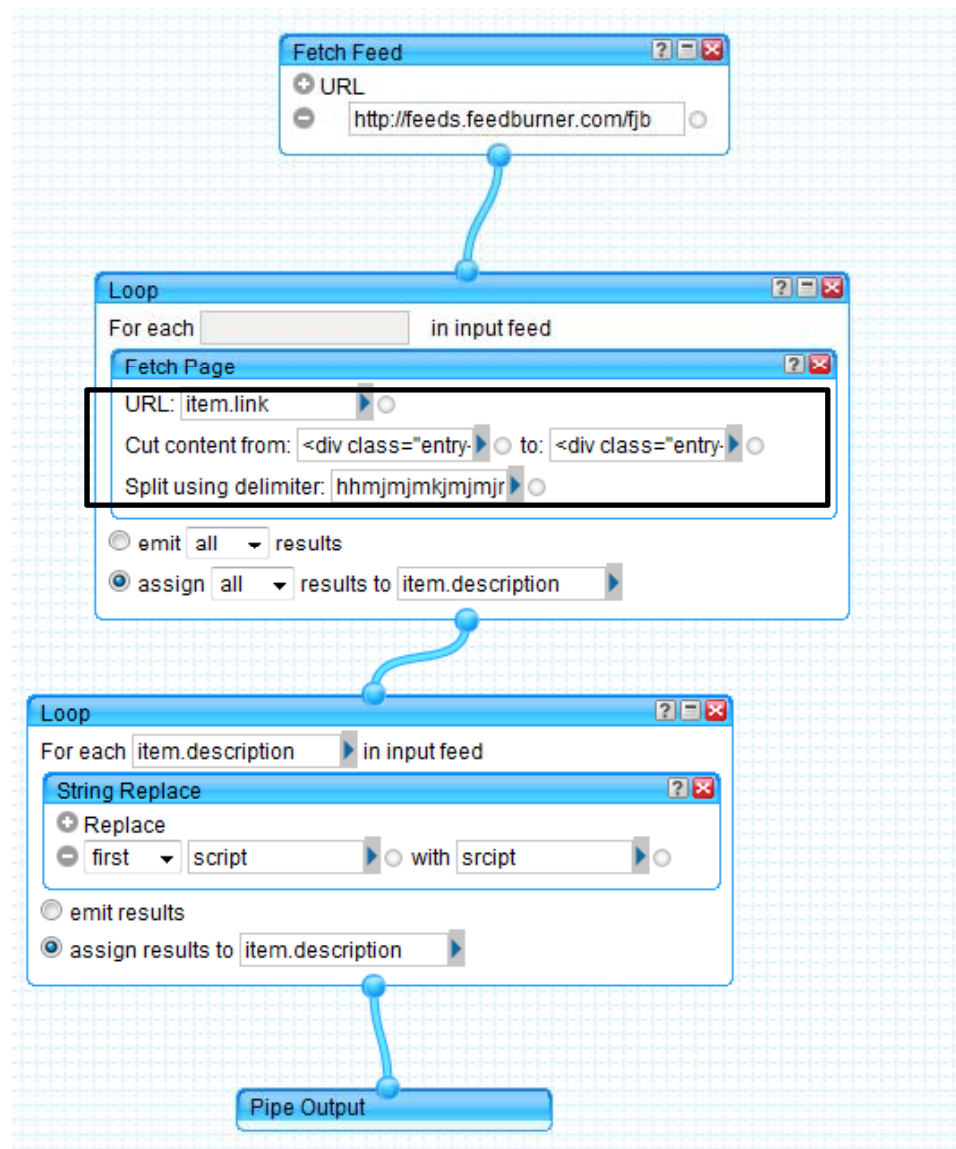 Fetch Feed
URL
http://feeds.feedburner.com/fjb
Loop
For each in input feed
Fetch Page
URL: item.link
Cut content from: <div class="entry- to: <div class="entry-
Split using delimiter: hhmjmjmkjmjmjr
emit all results
assign all results to item.description
Loop
For each item.description in input feed
String Replace
Replace
first script with srcipt
emit results
assign results to item.description
Pipe Output